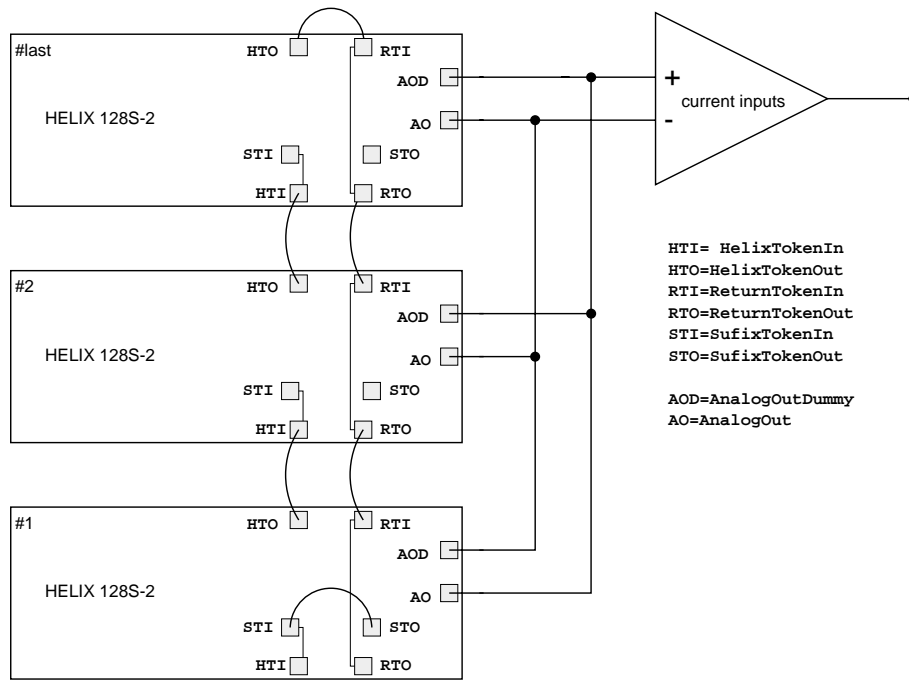 #last
HTO
RTI
AOD
HELIX 128S-2
AO
STI
STO
HTI
RTO
+
current inputs
-
#2
HTO
RTI
AOD
HELIX 128S-2
AO
STI
STO
HTI
RTO
#1
HTO
RTI
AOD
HELIX 128S-2
AO
STI
STO
HTI
RTO
HTI= HelixTokenIn
HTO=HelixTokenOut
RTI=ReturnTokenIn
RTO=ReturnTokenOut
STI=SufixTokenIn
STO=SufixTokenOut
AOD=AnalogOutDummy
AO=AnalogOut